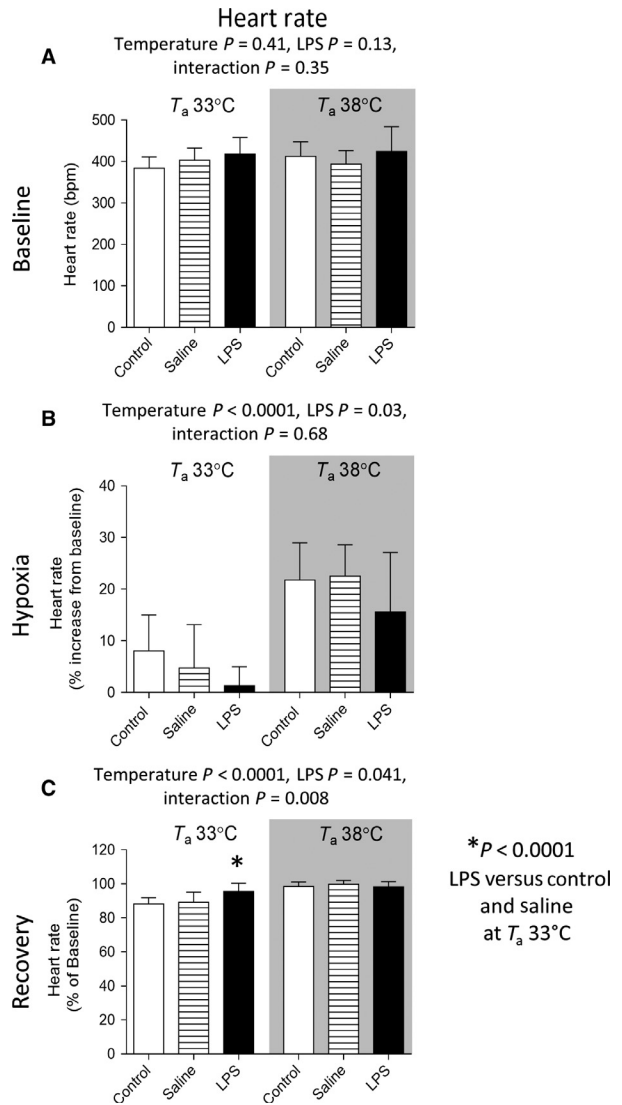 Heart rate
A
Temperature P = 0.41, LPS P = 0.13,
interaction P = 0.35
Ta 33°C
Ta 38°C
Baseline
Heart rate (bpm)
500
400
300
200
100
0
Control
Saline
LPS
Control
Saline
LPS
B
Temperature P < 0.0001, LPS P = 0.03,
interaction P = 0.68
Ta 33°C
Ta 38°C
Hypoxia
Heart rate
(% increase from baseline)
40
30
20
10
0
Control
Saline
LPS
Control
Saline
LPS
C
Temperature P < 0.0001, LPS P = 0.041,
interaction P = 0.008
Ta 33°C
Ta 38°C
Recovery
Heart rate
(% of Baseline)
120
100
80
60
40
20
0
*
Control
Saline
LPS
Control
Saline
LPS
*P < 0.0001
LPS versus control
and saline
at Ta 33°C